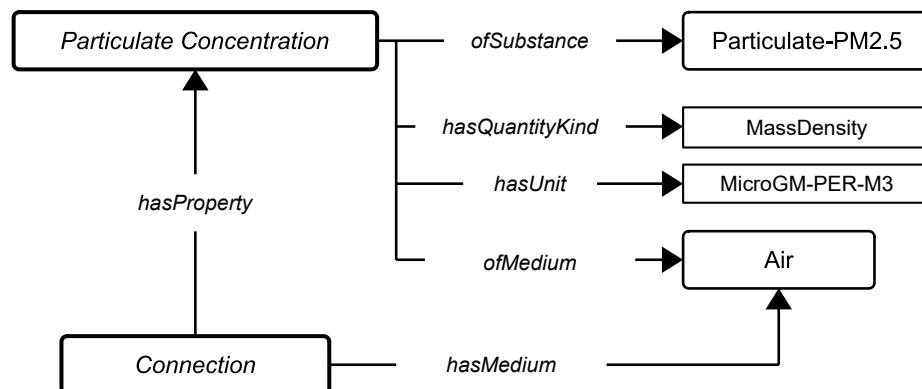 Particulate Concentration
ofSubstance
Particulate-PM2.5
hasQuantityKind
MassDensity
hasUnit
MicroGM-PER-M3
hasProperty
ofMedium
Air
Connection
hasMedium